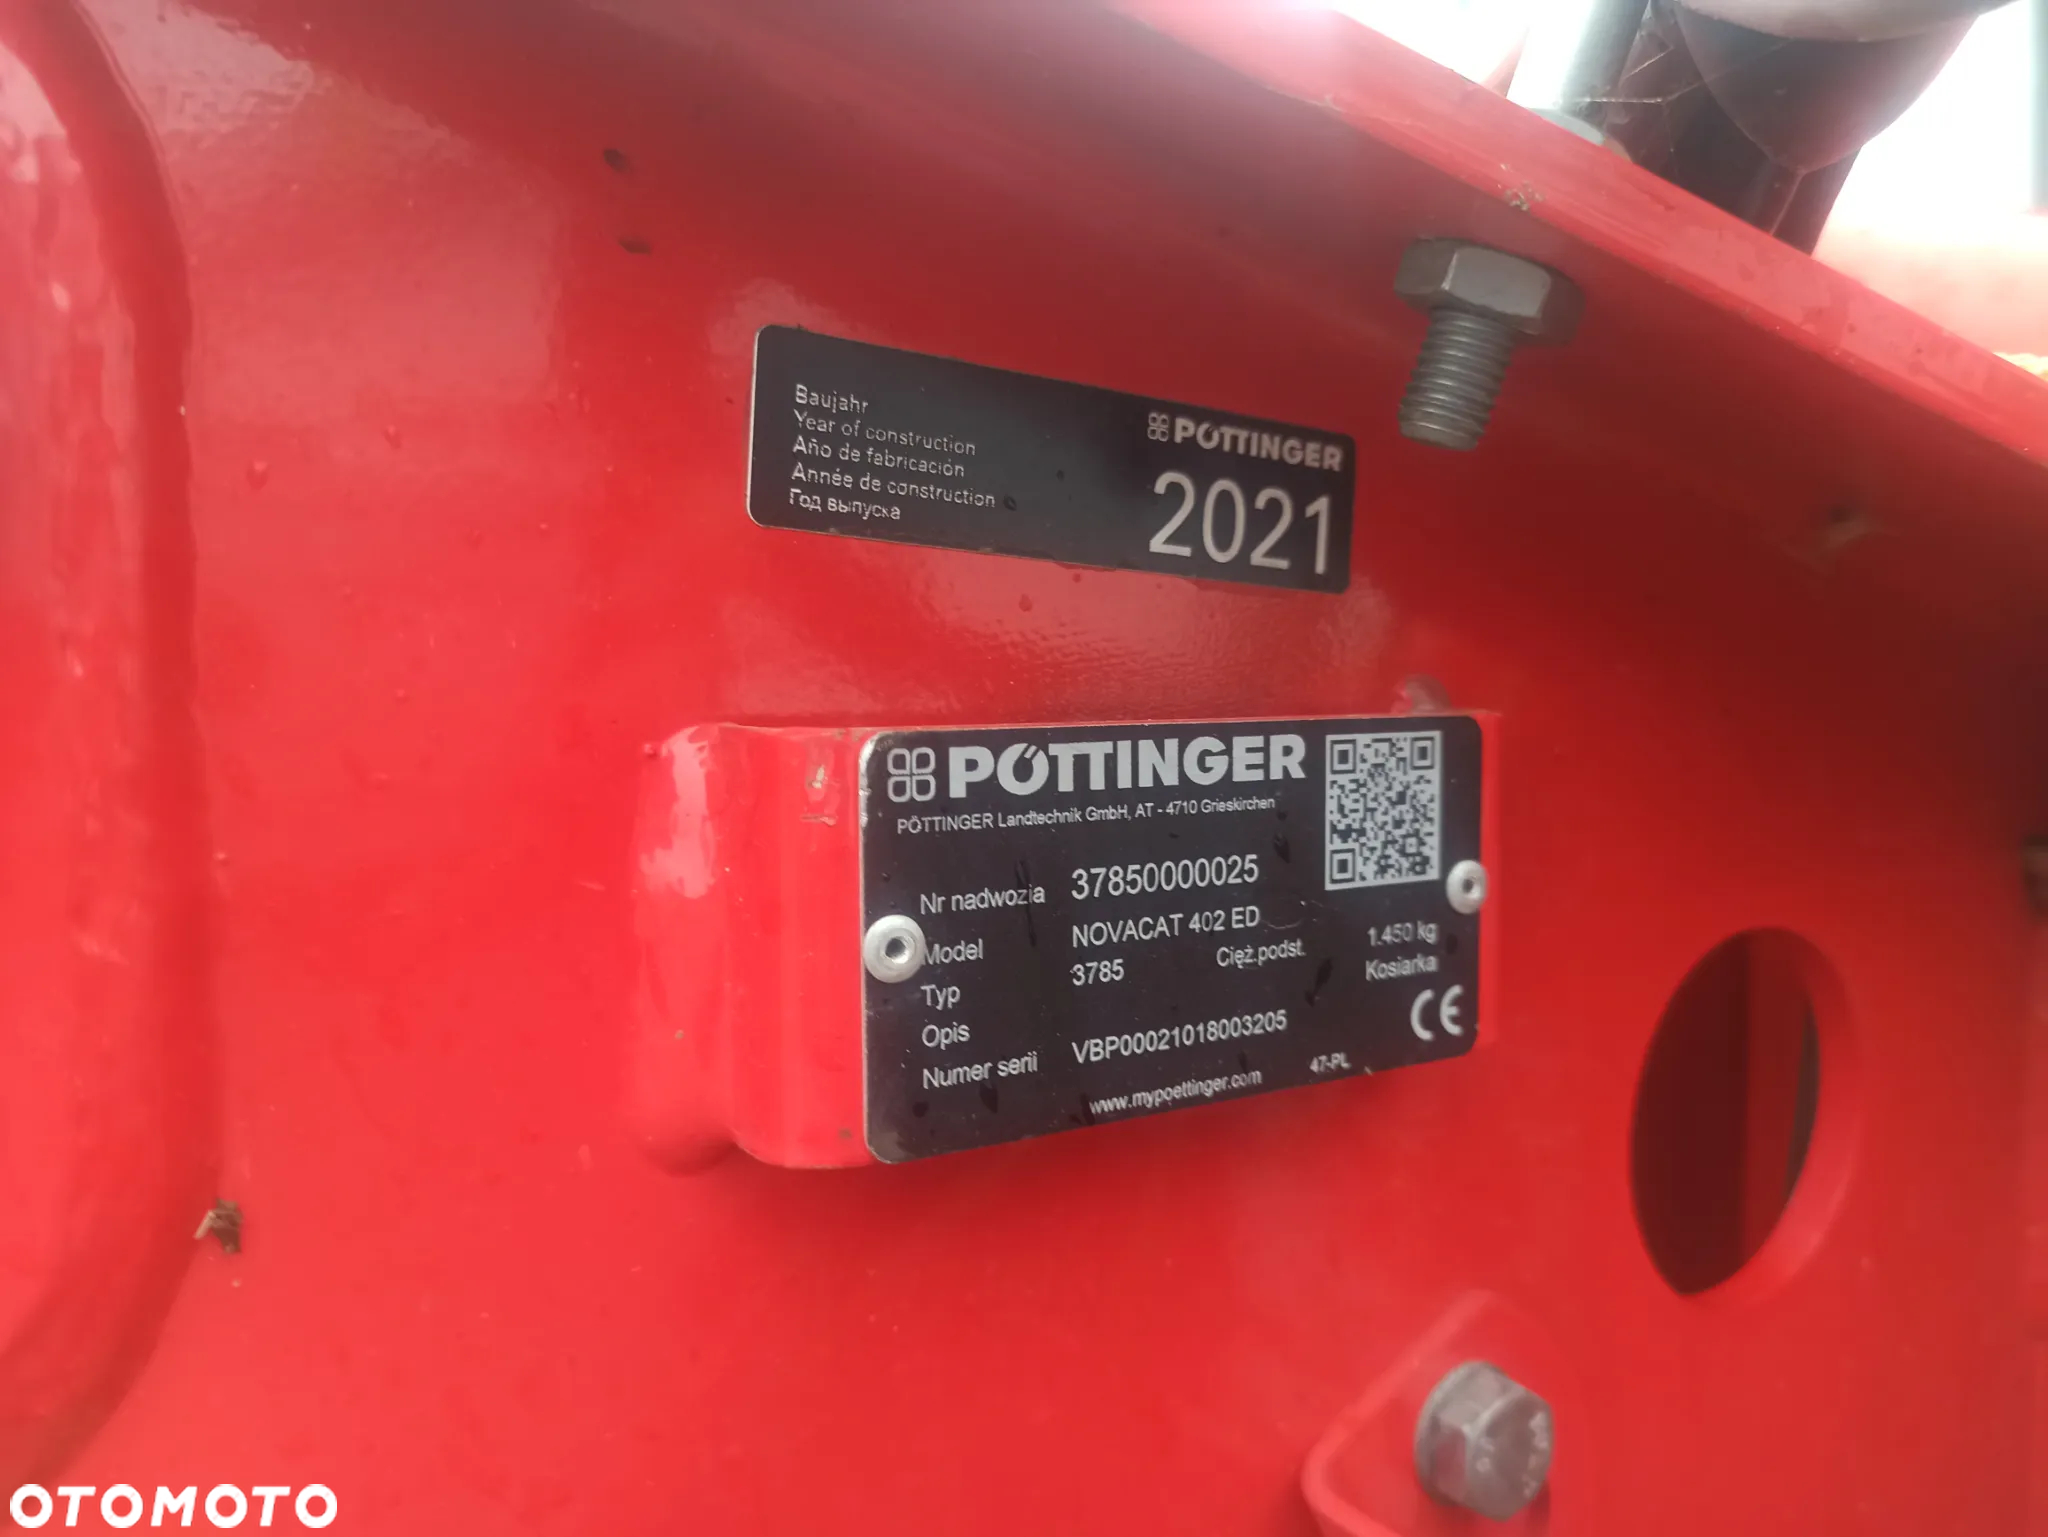 Baujahr
Year of construction
Año de fabricación
Année de construction
Год выпуска
PÖTTINGER
2021
PÖTTINGER
PÖTTINGER Landtechnik GmbH, AT - 4710 Grieskirchen
Nr nadwozia 37850000025
Model NOVACAT 402 ED
Typ 3785 Cięż.podst. 1.450 kg
Opis Kosiarka
Numer serii VBP00021018003205
www.mypoettinger.com 47-PL
CE
OTOMOTO